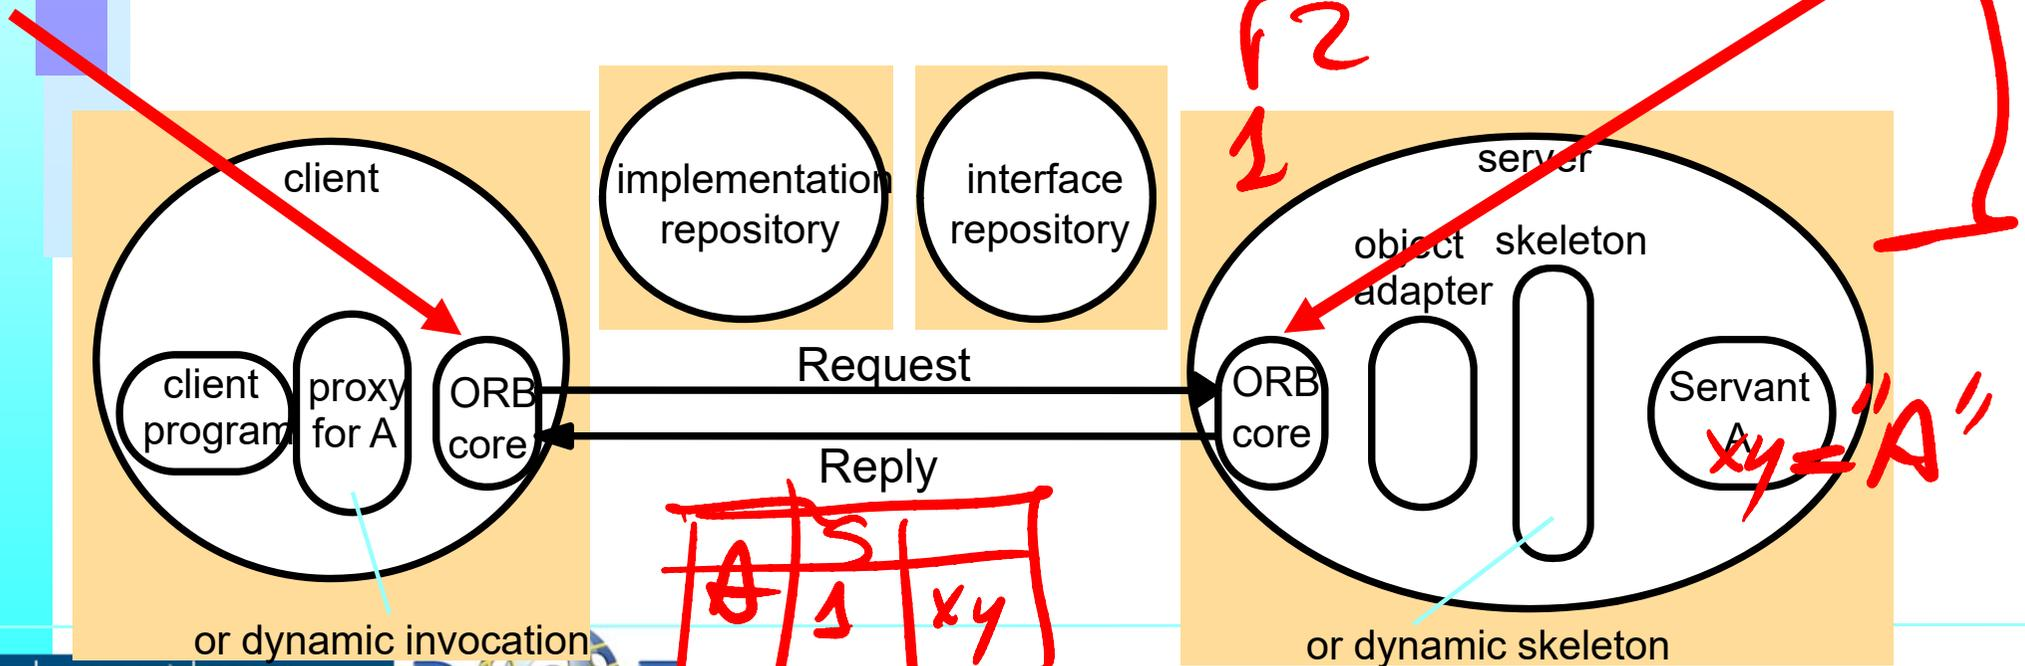 r2
1
client
implementation
repository
interface
repository
server
object
adapter
skeleton
client
program
proxy
for A
ORB
core
Request
Reply
ORB
core
Servant
A
xy="A"
A
S
1
xy
or dynamic invocation
or dynamic skeleton